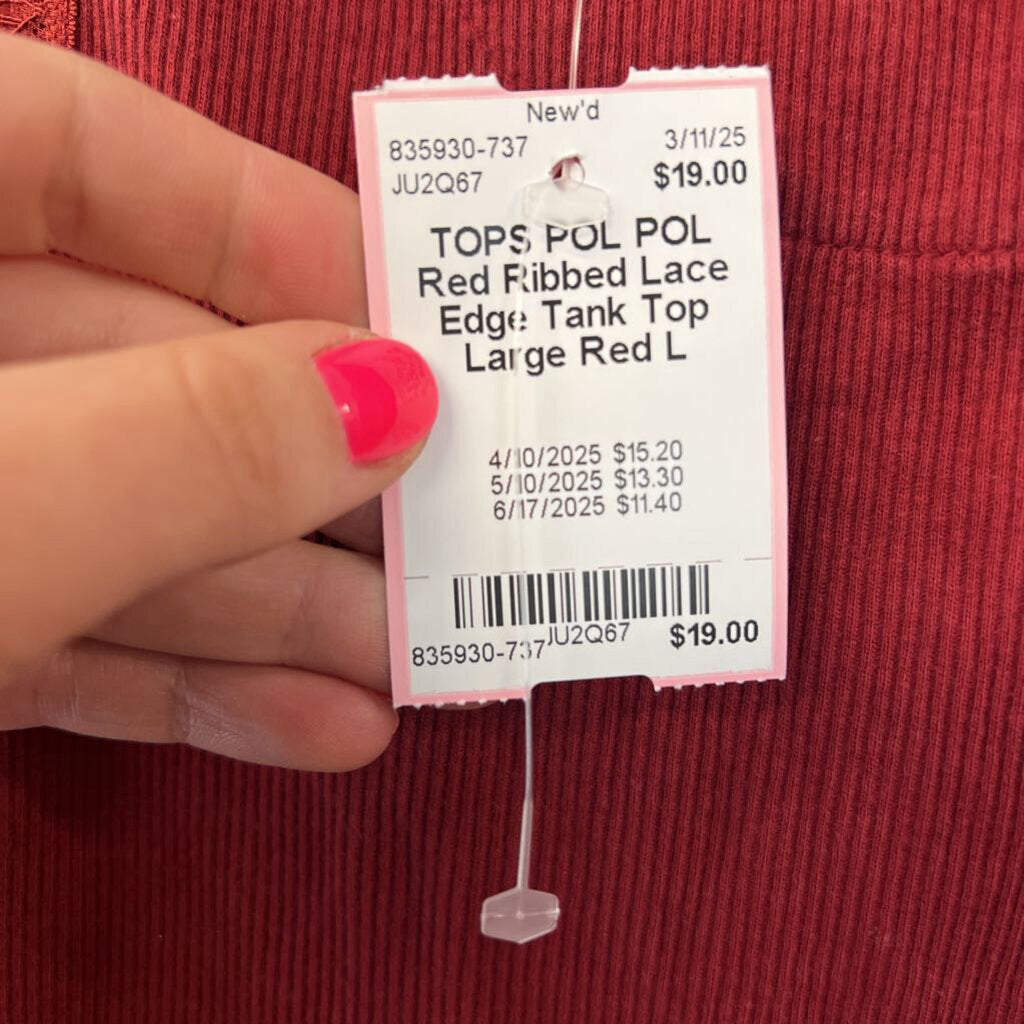 New'd
835930-737 3/11/25
JU2Q67 $19.00
TOPS POL POL
Red Ribbed Lace
Edge Tank Top
Large Red L
4/10/2025 $15.20
5/10/2025 $13.30
6/17/2025 $11.40
835930-737 JU2Q67 $19.00